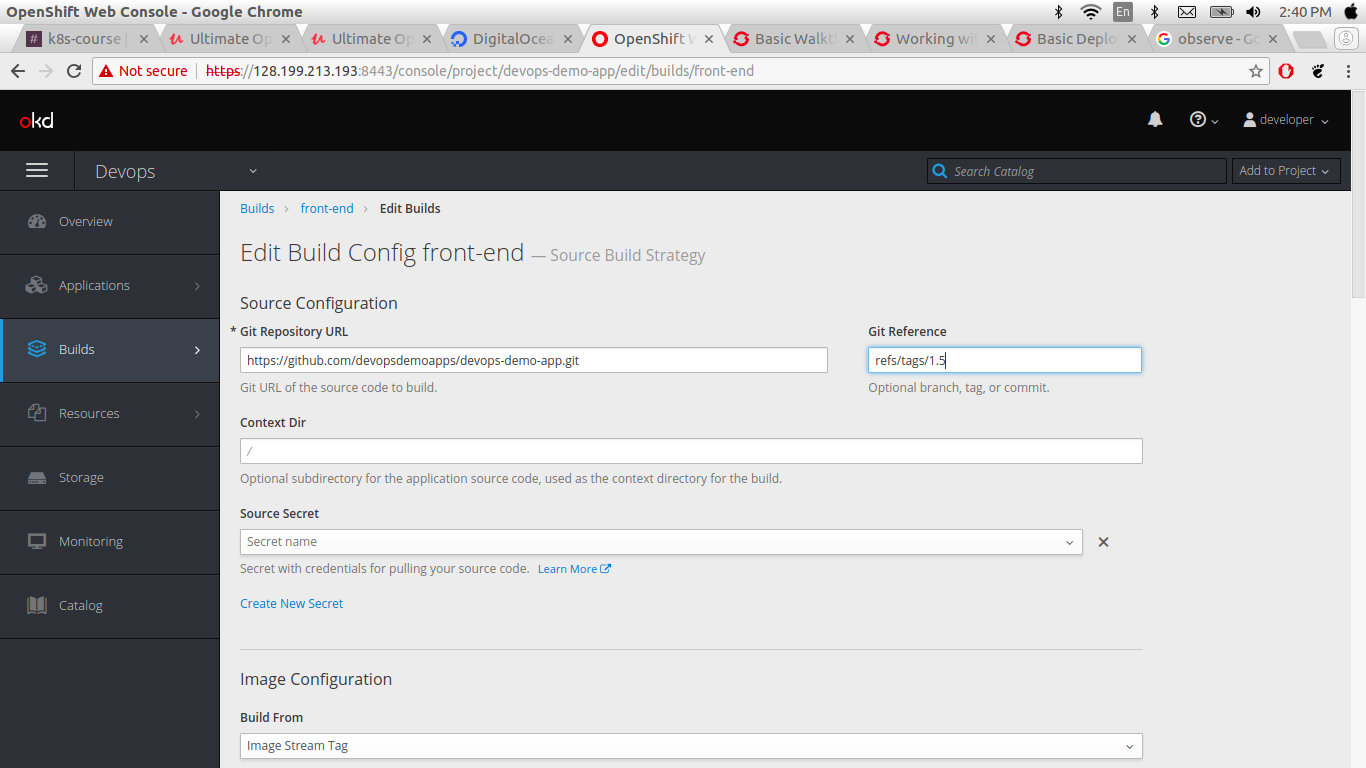 OpenShift Web Console - Google Chrome
En 2:40 PM
# k8s-course | Ultimate Op Ultimate Op DigitalOcea OpenShift W Basic Walkt Working wi Basic Deplo observe - Go
Not secure https://128.199.213.193:8443/console/project/devops-demo-app/edit/builds/front-end
okd
developer
Devops
Search Catalog
Add to Project
Overview
Applications
Builds
Resources
Storage
Monitoring
Catalog
Builds › front-end › Edit Builds
Edit Build Config front-end — Source Build Strategy
Source Configuration
* Git Repository URL
https://github.com/devopsdemoapps/devops-demo-app.git
Git URL of the source code to build.
Git Reference
refs/tags/1.5
Optional branch, tag, or commit.
Context Dir
/
Optional subdirectory for the application source code, used as the context directory for the build.
Source Secret
Secret name
Secret with credentials for pulling your source code. Learn More
Create New Secret
Image Configuration
Build From
Image Stream Tag